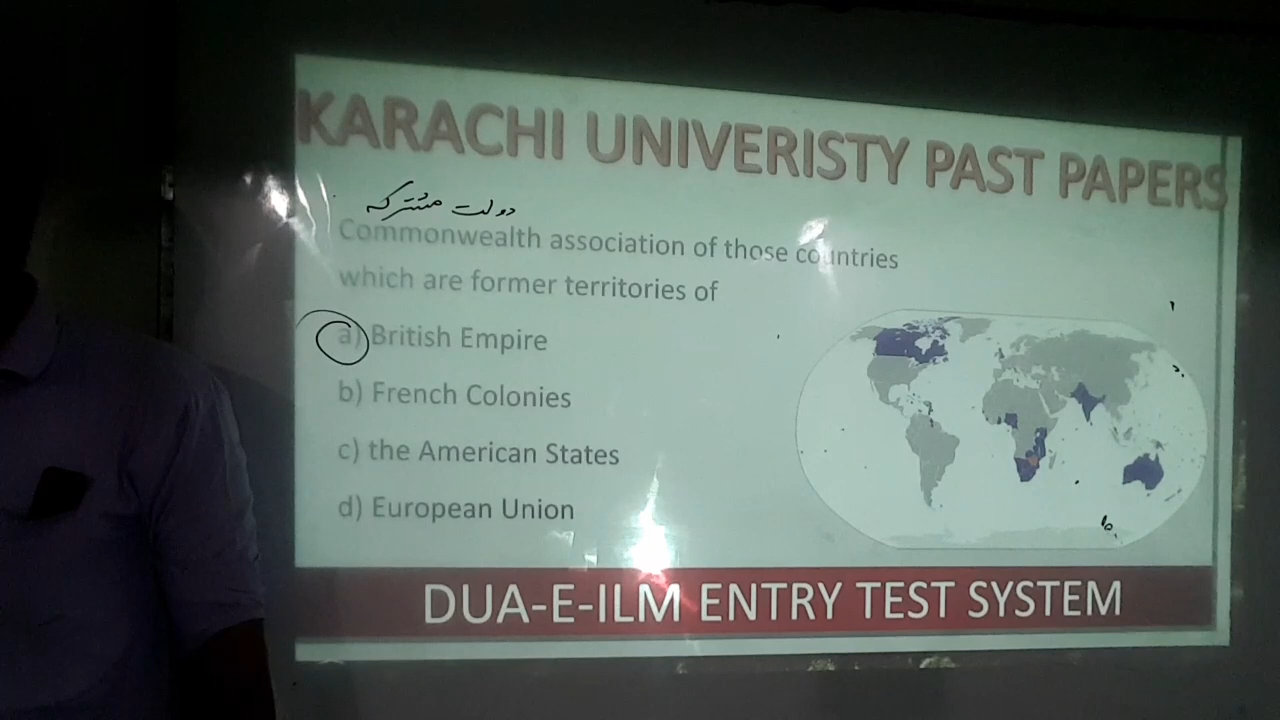 KARACHI UNIVERISTY PAST PAPERS
دولت مشترکہ
Commonwealth association of those countries
which are former territories of
a) British Empire
b) French Colonies
c) the American States
d) European Union
DUA-E-ILM ENTRY TEST SYSTEM